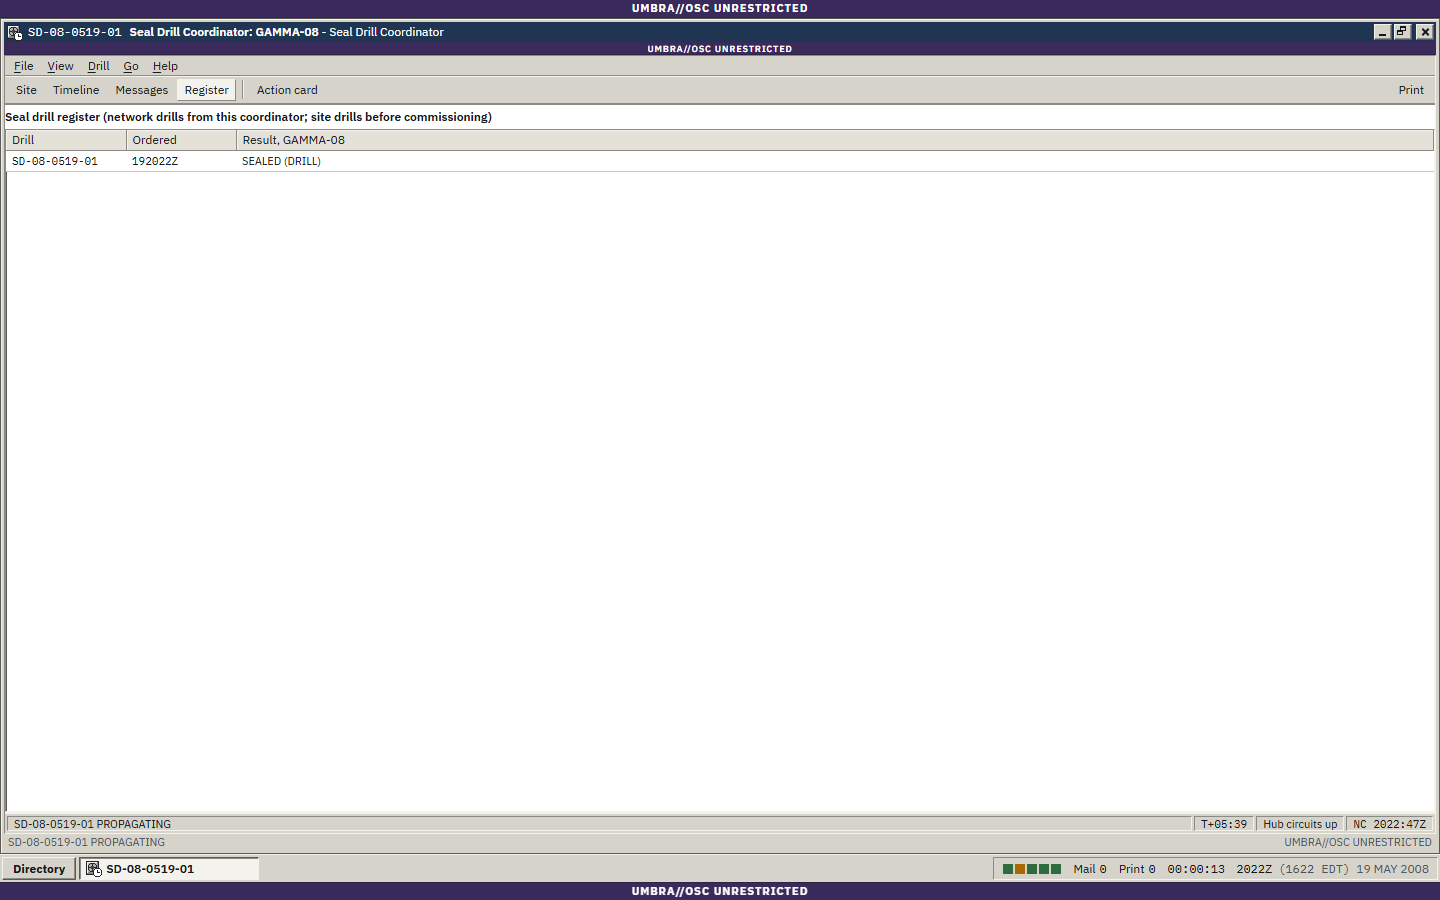 UMBRA//OSC UNRESTRICTED
SD-08-0519-01 Seal Drill Coordinator: GAMMA-08 - Seal Drill Coordinator
UMBRA//OSC UNRESTRICTED
File View Drill Go Help
Site Timeline Messages Register Action card Print
Seal drill register (network drills from this coordinator; site drills before commissioning)
Drill Ordered Result, GAMMA-08
SD-08-0519-01 192022Z SEALED (DRILL)
SD-08-0519-01 PROPAGATING T+05:39 Hub circuits up NC 2022:47Z
SD-08-0519-01 PROPAGATING UMBRA//OSC UNRESTRICTED
Directory SD-08-0519-01 Mail 0 Print 0 00:00:13 2022Z (1622 EDT) 19 MAY 2008
UMBRA//OSC UNRESTRICTED